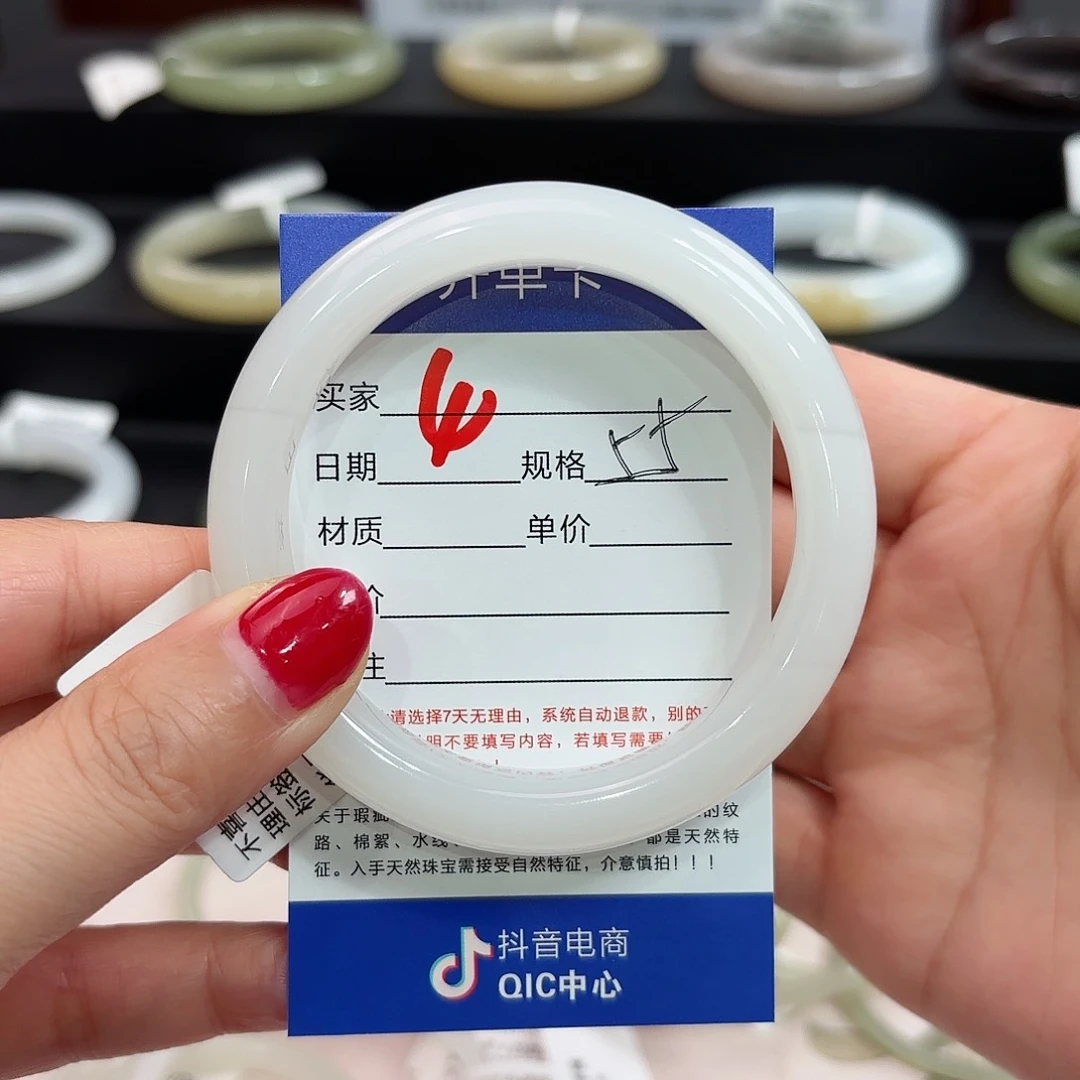 开单卡
买家
日期 规格
材质 单价
价
注
请选择7天无理由，系统自动退款，别的
明不要填写内容，若填写需要
关于瑕疵 的纹
路、棉絮、水线、 都是天然特
征。入手天然珠宝需接受自然特征，介意慎拍！！！
抖音电商
QIC中心